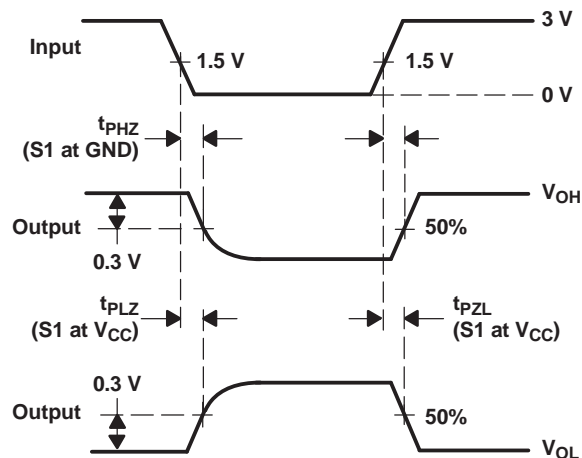 3 V
Input
1.5 V
1.5 V
0 V
tPHZ
(S1 at GND)
VOH
Output
50%
0.3 V
tPLZ
(S1 at VCC)
tPZL
(S1 at VCC)
0.3 V
Output
50%
VOL